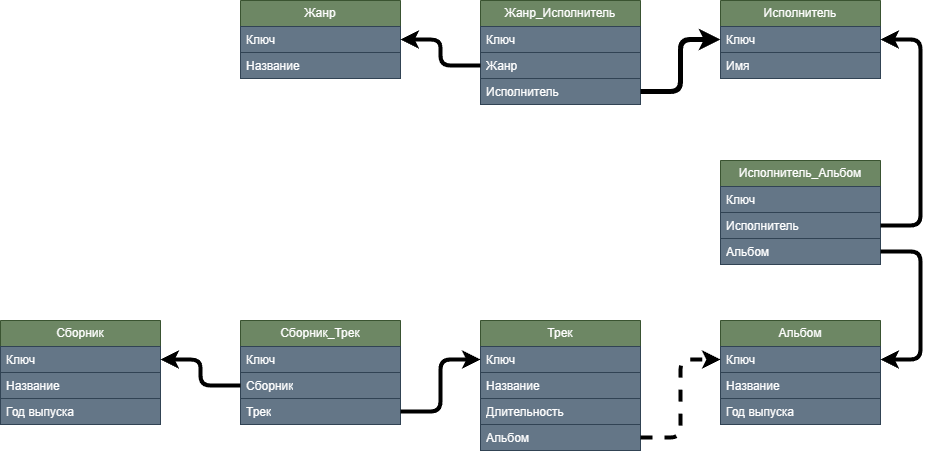 Жанр
Ключ
Название
Жанр_Исполнитель
Ключ
Жанр
Исполнитель
Исполнитель
Ключ
Имя
Исполнитель_Альбом
Ключ
Исполнитель
Альбом
Сборник
Ключ
Название
Год выпуска
Сборник_Трек
Ключ
Сборник
Трек
Трек
Ключ
Название
Длительность
Альбом
Альбом
Ключ
Название
Год выпуска